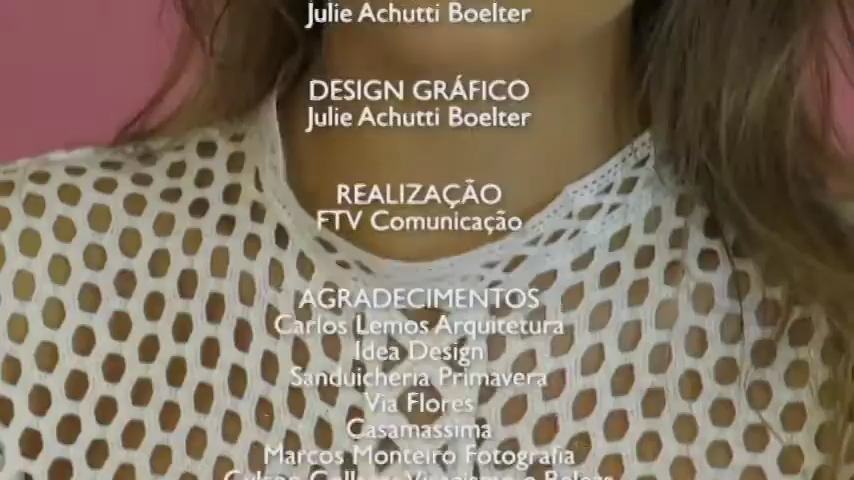 Julie Achutti Boelter
DESIGN GRÁFICO
Julie Achutti Boelter
REALIZAÇÃO
FTV Comunicação
AGRADECIMENTOS
Carlos Lemos Arquitetura
Idea Design
Sanduicheria Primavera
Via Flores
Casamassima
Marcos Monteiro Fotografia